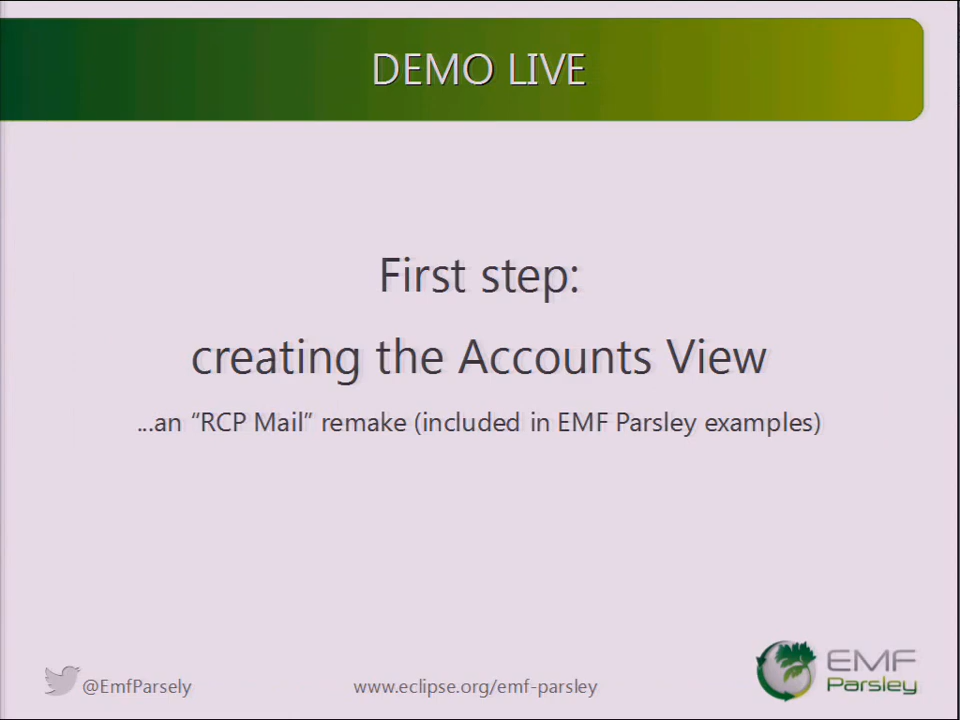 DEMO LIVE
First step:
creating the Accounts View
...an “RCP Mail” remake (included in EMF Parsley examples)
@EmfParsely
www.eclipse.org/emf-parsley
EMF
Parsley